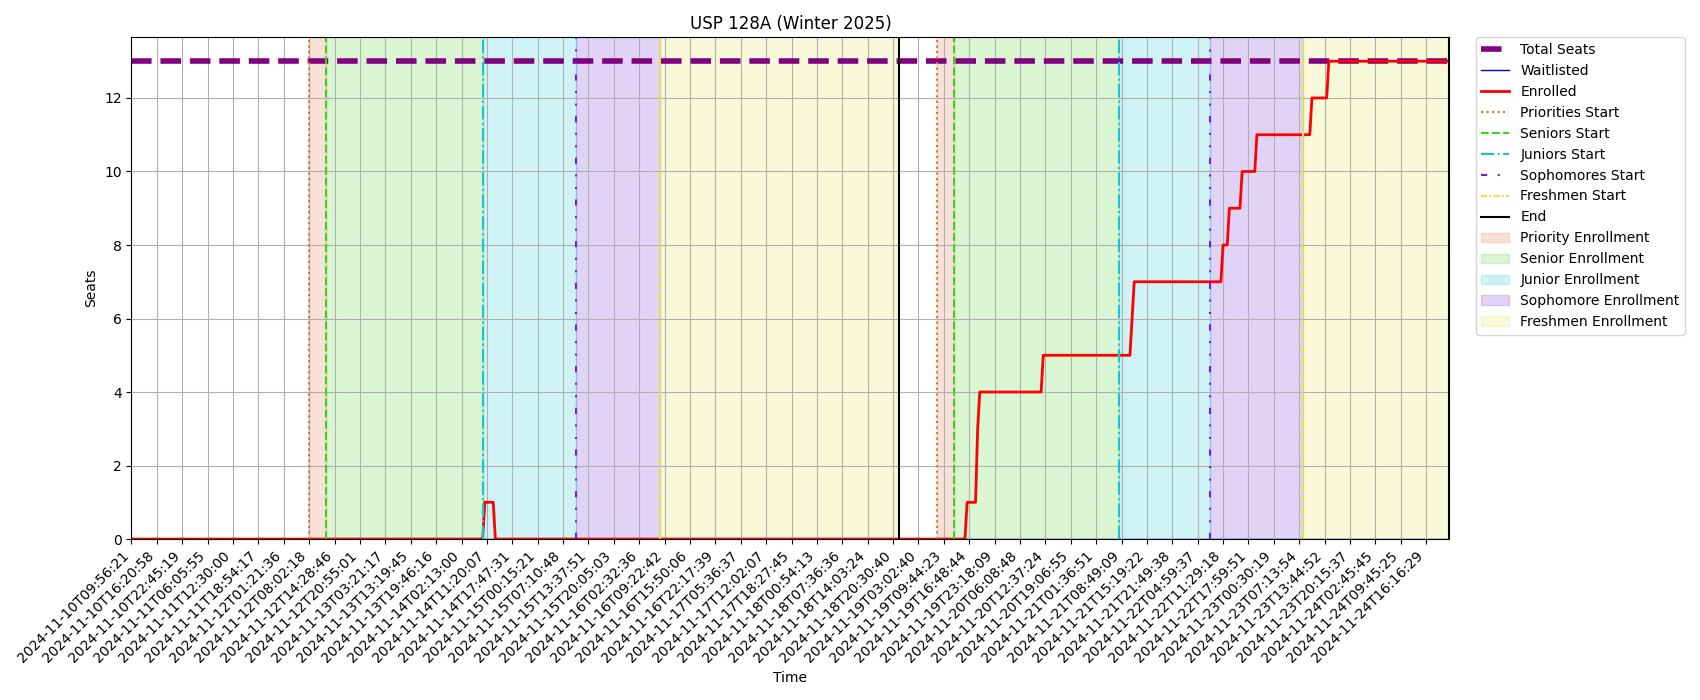 USP 128A (Winter 2025)
Seats
12
10
8
6
4
2
0
2024-11-10T09:56:21
2024-11-10T16:20:58
2024-11-10T22:45:19
2024-11-11T06:05:55
2024-11-11T12:30:00
2024-11-11T18:54:17
2024-11-12T01:21:36
2024-11-12T08:02:18
2024-11-12T14:28:46
2024-11-12T20:55:01
2024-11-13T03:21:17
2024-11-13T13:19:45
2024-11-13T19:46:16
2024-11-14T02:13:00
2024-11-14T11:20:07
2024-11-14T17:47:31
2024-11-15T00:15:21
2024-11-15T07:10:48
2024-11-15T13:37:51
2024-11-15T20:05:03
2024-11-16T02:32:36
2024-11-16T09:22:42
2024-11-16T15:50:06
2024-11-16T22:17:39
2024-11-17T05:36:37
2024-11-17T12:02:07
2024-11-17T18:27:45
2024-11-18T00:54:13
2024-11-18T07:36:36
2024-11-18T14:03:24
2024-11-18T20:30:40
2024-11-19T03:02:40
2024-11-19T09:44:23
2024-11-19T16:48:44
2024-11-19T23:18:09
2024-11-20T06:08:48
2024-11-20T12:37:24
2024-11-20T19:06:55
2024-11-21T01:36:51
2024-11-21T08:49:09
2024-11-21T15:19:22
2024-11-21T21:49:38
2024-11-22T04:59:37
2024-11-22T11:29:18
2024-11-22T17:59:51
2024-11-23T00:30:19
2024-11-23T07:13:54
2024-11-23T13:44:52
2024-11-23T20:15:37
2024-11-24T02:45:45
2024-11-24T09:45:25
2024-11-24T16:16:29
Time
Total Seats
Waitlisted
Enrolled
Priorities Start
Seniors Start
Juniors Start
Sophomores Start
Freshmen Start
End
Priority Enrollment
Senior Enrollment
Junior Enrollment
Sophomore Enrollment
Freshmen Enrollment